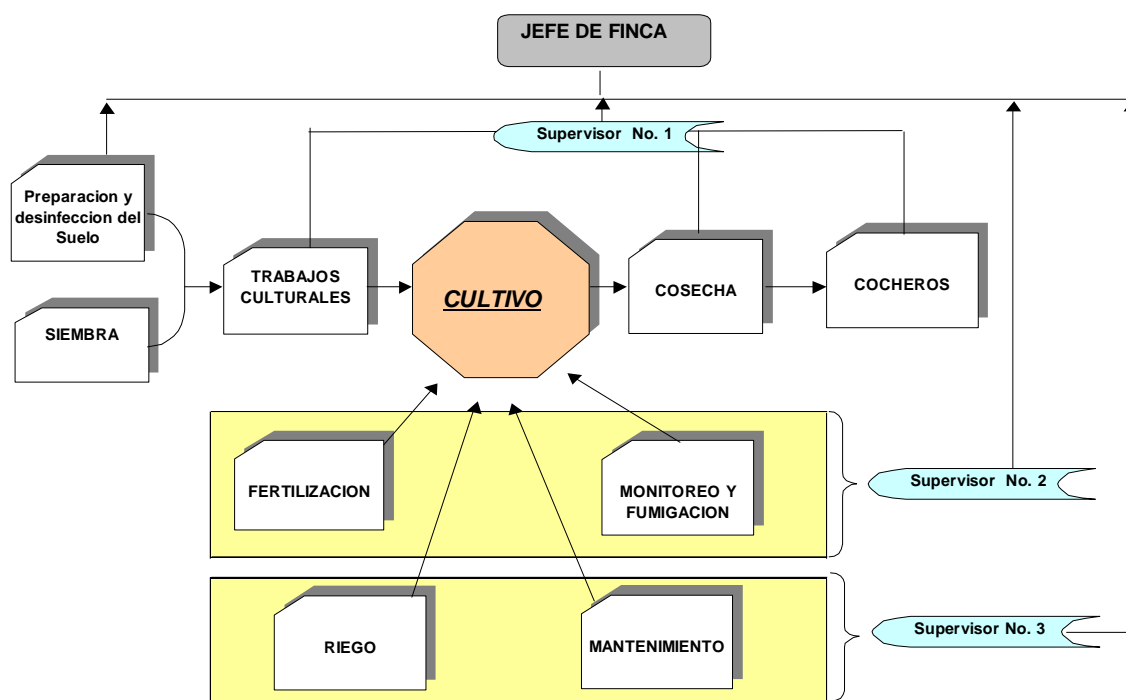 JEFE DE FINCA
Supervisor No. 1
Preparacion y
desinfeccion del
Suelo
TRABAJOS
CULTURALES
CULTIVO
COSECHA
COCHEROS
SIEMBRA
FERTILIZACION
MONITOREO Y
FUMIGACION
Supervisor No. 2
RIEGO
MANTENIMIENTO
Supervisor No. 3